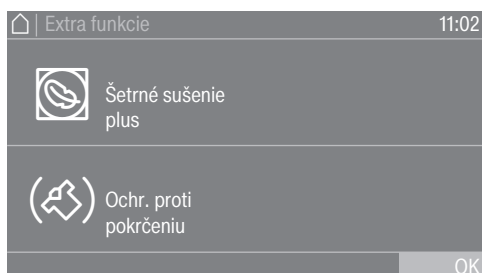 Extra funkcie 11:02
Šetrné sušenie
plus
Ochr. proti
pokrčeniu
OK